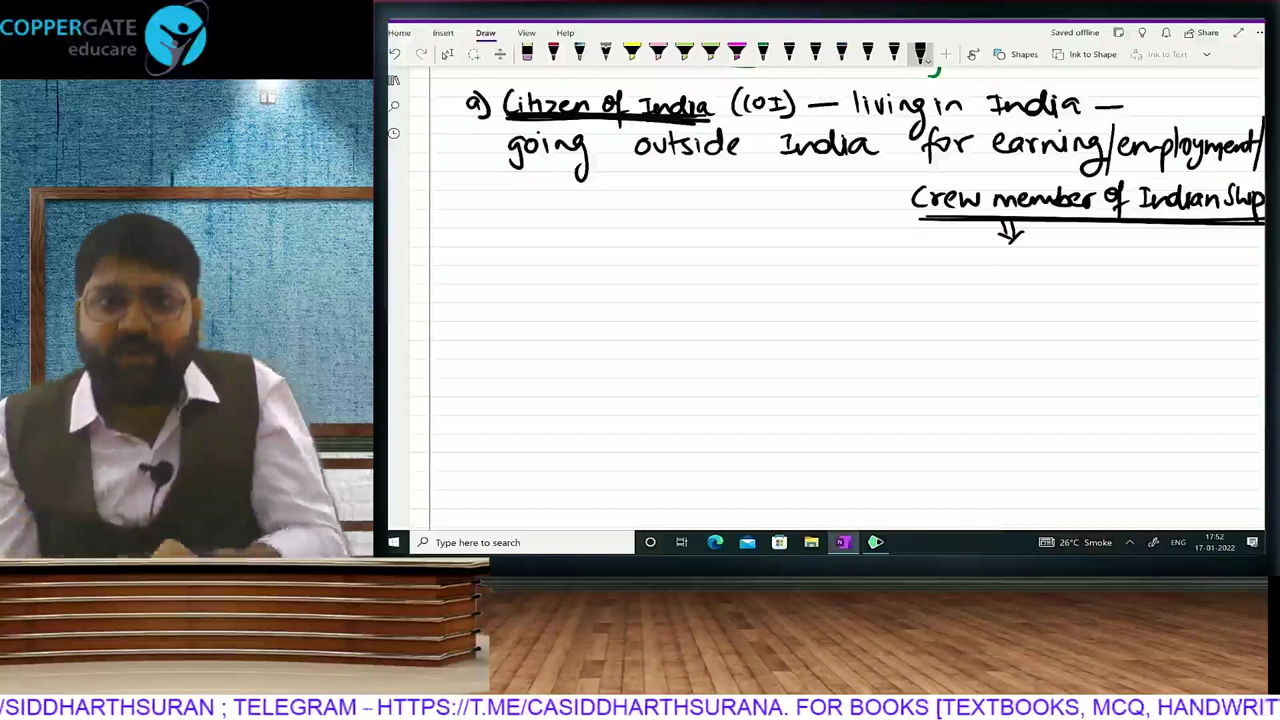 COPPERGATE
educare
Home Insert Draw View Help
Saved offline
Share
Shapes
Ink to Shape
Ink to Text
a) Citizen of India (COI) — living in India —
going outside India for earning/employment/
Crew member of Indian Ship
Type here to search
26°C Smoke
ENG
17:52
17-01-2022
/SIDDHARTHSURAN ; TELEGRAM – HTTPS://T.ME/CASIDDHARTHSURANA. FOR BOOKS [TEXTBOOKS, MCQ, HANDWRIT